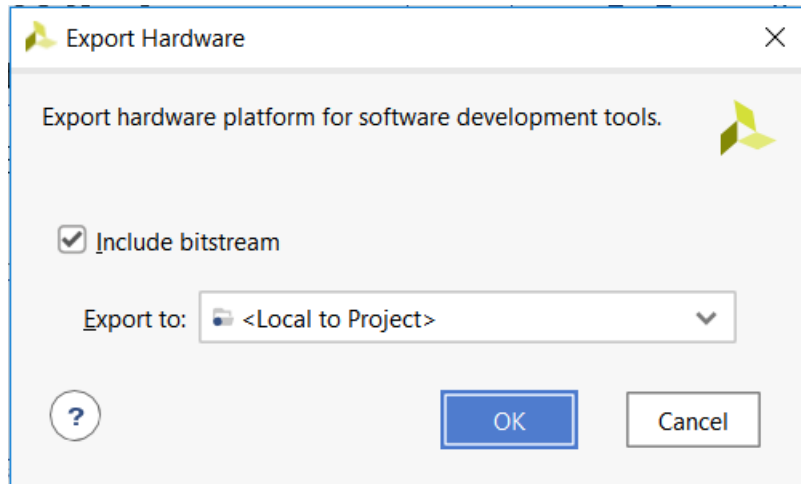 Export Hardware
Export hardware platform for software development tools.
Include bitstream
Export to: <Local to Project>
? OK Cancel